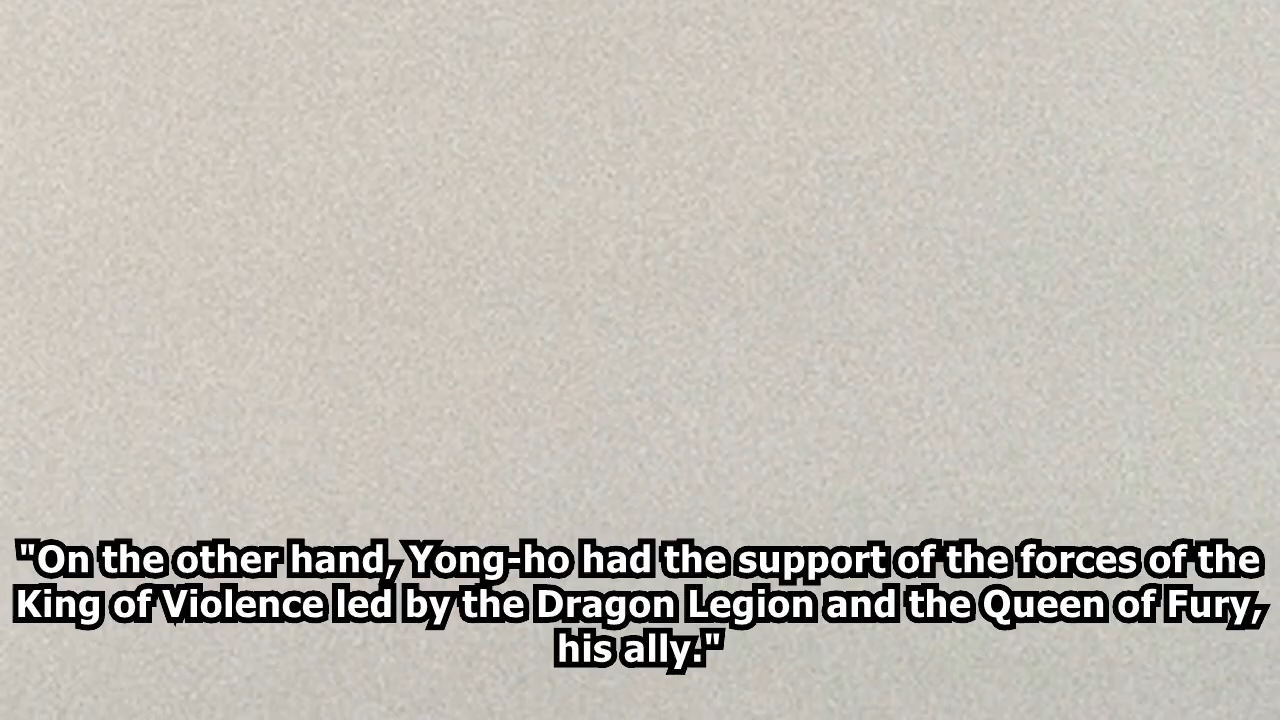 "On the other hand, Yong-ho had the support of the forces of the
King of Violence led by the Dragon Legion and the Queen of Fury,
his ally."